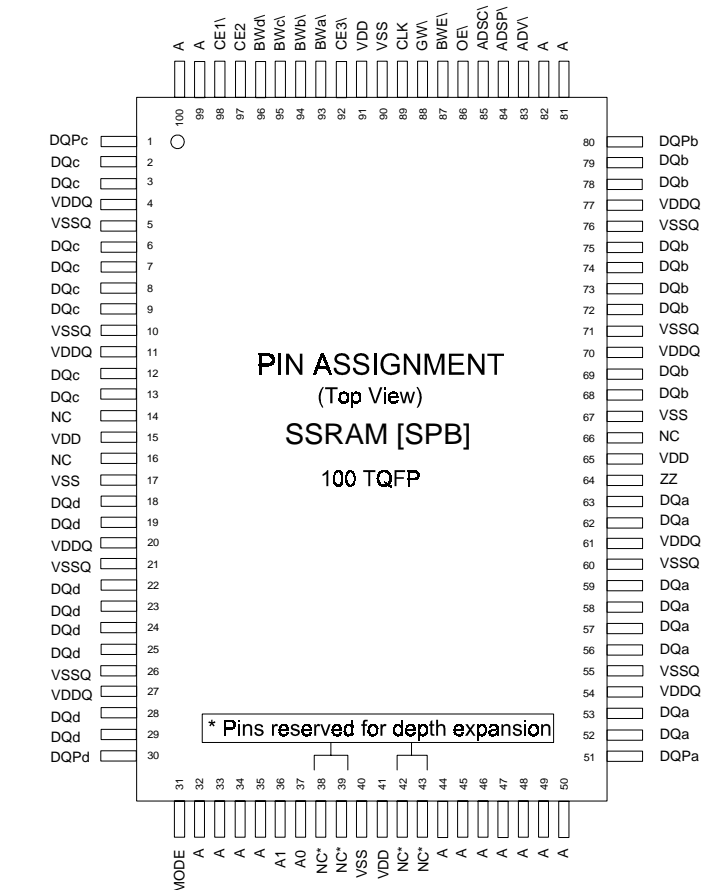 A A CE1\ CE2 BWd\ BWc\ BWb\ BWa\ CE3\ VDD VSS CLK GW\ BWE\ OE\ ADSC\ ADSP\ ADV\ A A
100 99 98 97 96 95 94 93 92 91 90 89 88 87 86 85 84 83 82 81
DQPc 1 80 DQPb
DQc 2 79 DQb
DQc 3 78 DQb
VDDQ 4 77 VDDQ
VSSQ 5 76 VSSQ
DQc 6 75 DQb
DQc 7 74 DQb
DQc 8 73 DQb
DQc 9 72 DQb
VSSQ 10 71 VSSQ
VDDQ 11 70 VDDQ
DQc 12 69 DQb
DQc 13 68 DQb
NC 14 67 VSS
VDD 15 66 NC
NC 16 65 VDD
VSS 17 64 ZZ
DQd 18 63 DQa
DQd 19 62 DQa
VDDQ 20 61 VDDQ
VSSQ 21 60 VSSQ
DQd 22 59 DQa
DQd 23 58 DQa
DQd 24 57 DQa
DQd 25 56 DQa
VSSQ 26 55 VSSQ
VDDQ 27 54 VDDQ
DQd 28 53 DQa
DQd 29 52 DQa
DQPd 30 51 DQPa
PIN ASSIGNMENT
(Top View)
SSRAM [SPB]
100 TQFP
* Pins reserved for depth expansion
31 32 33 34 35 36 37 38 39 40 41 42 43 44 45 46 47 48 49 50
MODE A A A A A1 A0 NC* NC* VSS VDD NC* NC* A A A A A A A